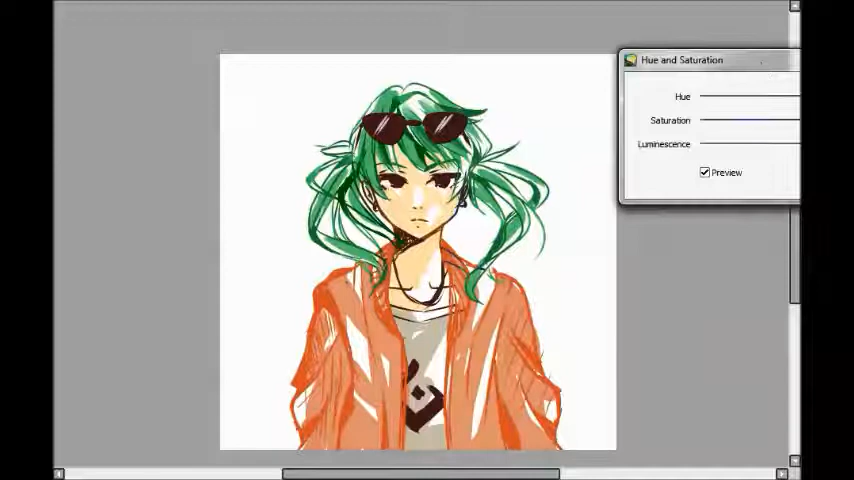 Hue and Saturation
Hue
Saturation
Luminescence
Preview